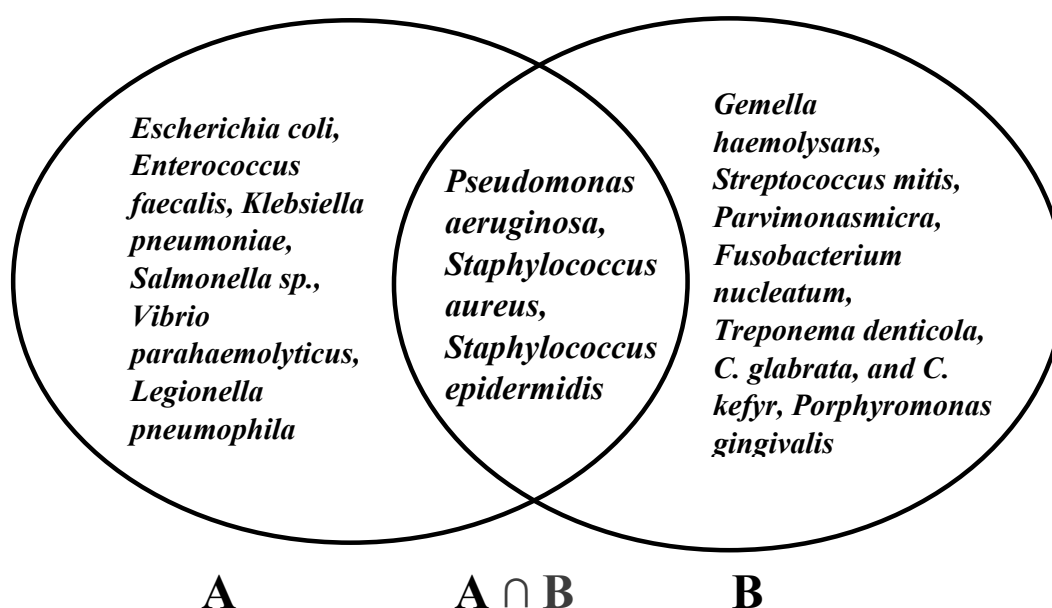 Escherichia coli,
Enterococcus
faecalis, Klebsiella
pneumoniae,
Salmonella sp.,
Vibrio
parahaemolyticus,
Legionella
pneumophila
Pseudomonas
aeruginosa,
Staphylococcus
aureus,
Staphylococcus
epidermidis
Gemella
haemolysans,
Streptococcus mitis,
Parvimonasmicra,
Fusobacterium
nucleatum,
Treponema denticola,
C. glabrata, and C.
kefyr, Porphyromonas
gingivalis
A
A ∩ B
B